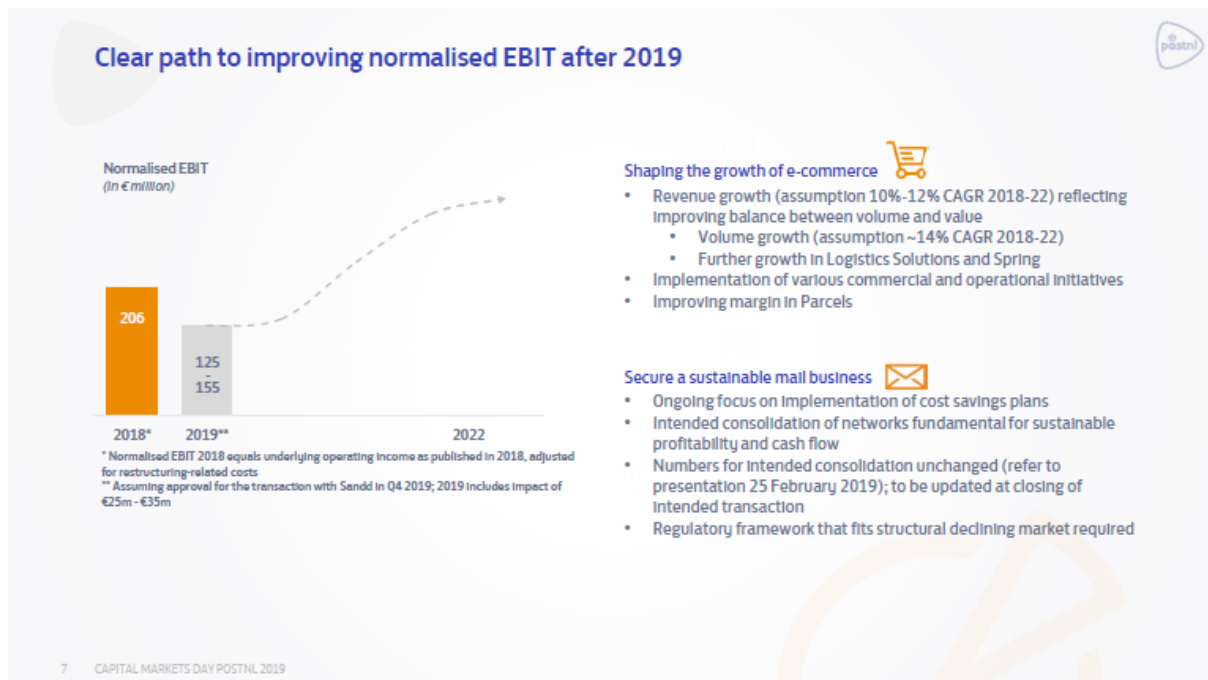 Clear path to improving normalised EBIT after 2019
postnl
Normalised EBIT
(in € million)
206
125
-
155
2018*
2019**
2022
* Normalised EBIT 2018 equals underlying operating income as published in 2018, adjusted
for restructuring-related costs
** Assuming approval for the transaction with Sandd in Q4 2019; 2019 includes impact of
€25m - €35m
Shaping the growth of e-commerce
• Revenue growth (assumption 10%-12% CAGR 2018-22) reflecting
improving balance between volume and value
• Volume growth (assumption ~14% CAGR 2018-22)
• Further growth in Logistics Solutions and Spring
• Implementation of various commercial and operational initiatives
• Improving margin in Parcels
Secure a sustainable mail business
• Ongoing focus on implementation of cost savings plans
• Intended consolidation of networks fundamental for sustainable
profitability and cash flow
• Numbers for intended consolidation unchanged (refer to
presentation 25 February 2019); to be updated at closing of
intended transaction
• Regulatory framework that fits structural declining market required
7 CAPITAL MARKETS DAY POSTNL 2019